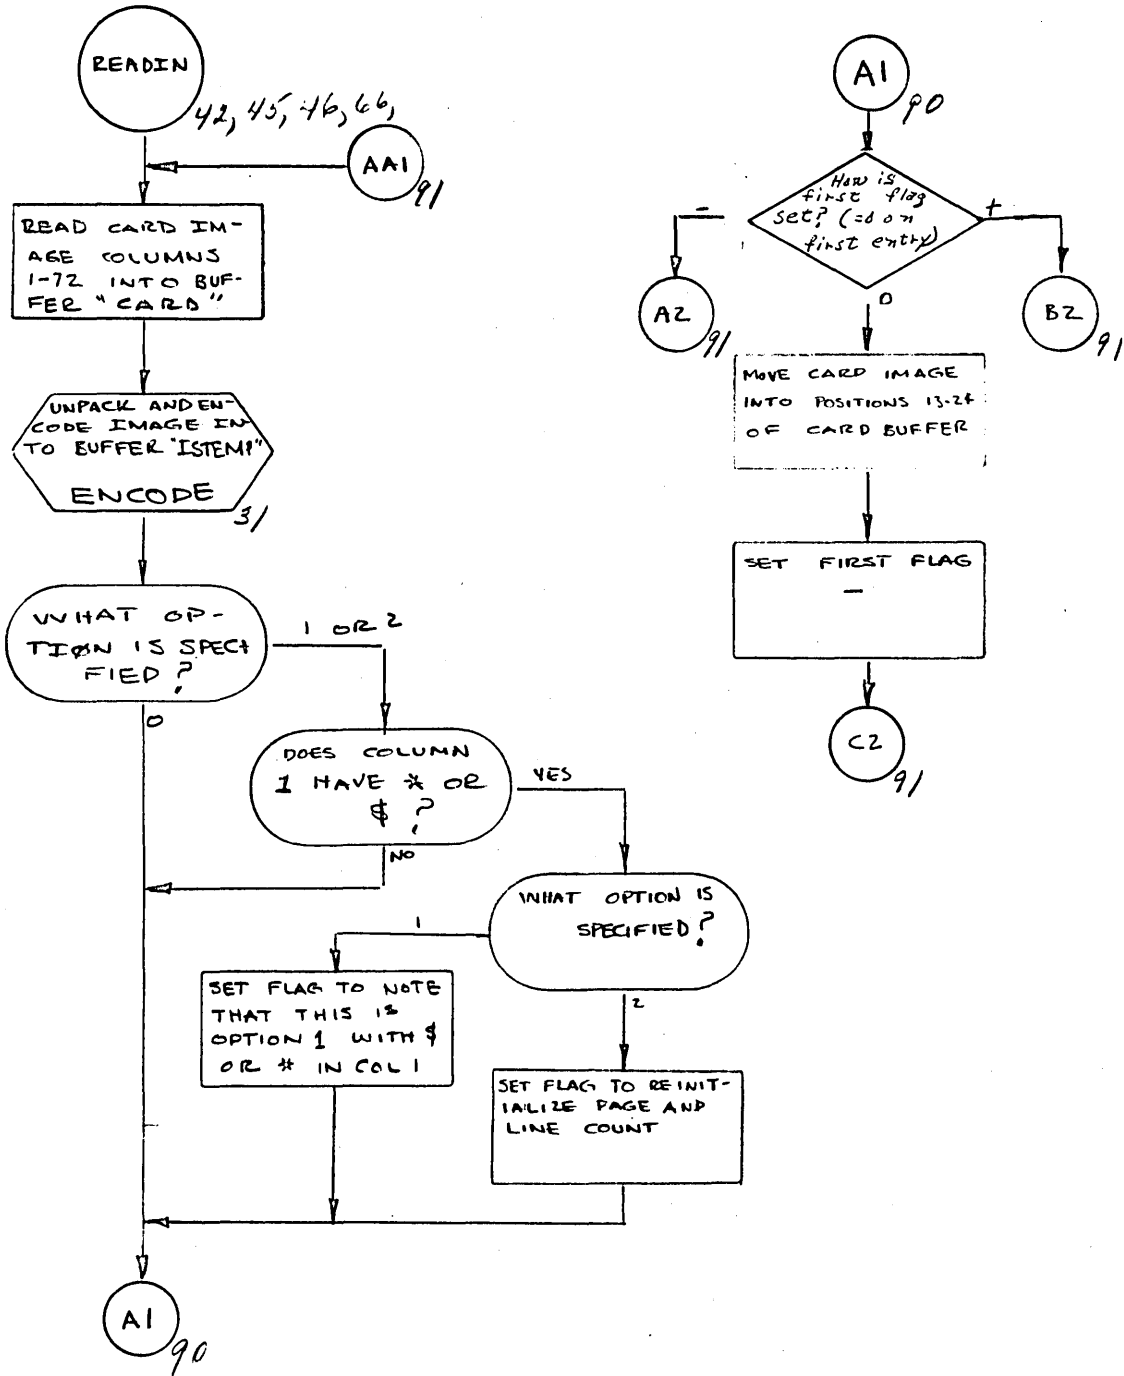 READIN
42, 45, 46, 66,
AA1
91
READ CARD IM-
AGE COLUMNS
1-72 INTO BUF-
FER "CARD"
UNPACK AND EN-
CODE IMAGE IN-
TO BUFFER "ISTEMP"
ENCODE
31
WHAT OP-
TIØN IS SPECI
FIED?
1 OR 2
0
DOES COLUMN
1 HAVE * OR
$ ?
YES
NO
WHAT OPTION IS
SPECIFIED?
1
2
SET FLAG TO NOTE
THAT THIS IS
OPTION 1 WITH $
OR * IN COL 1
SET FLAG TO REINIT-
IALIZE PAGE AND
LINE COUNT
A1
90
A1
90
How is
first flag
set? (=0 on
first entry)
-
+
0
A2
91
B2
91
MOVE CARD IMAGE
INTO POSITIONS 13-24
OF CARD BUFFER
SET FIRST FLAG
-
C2
91